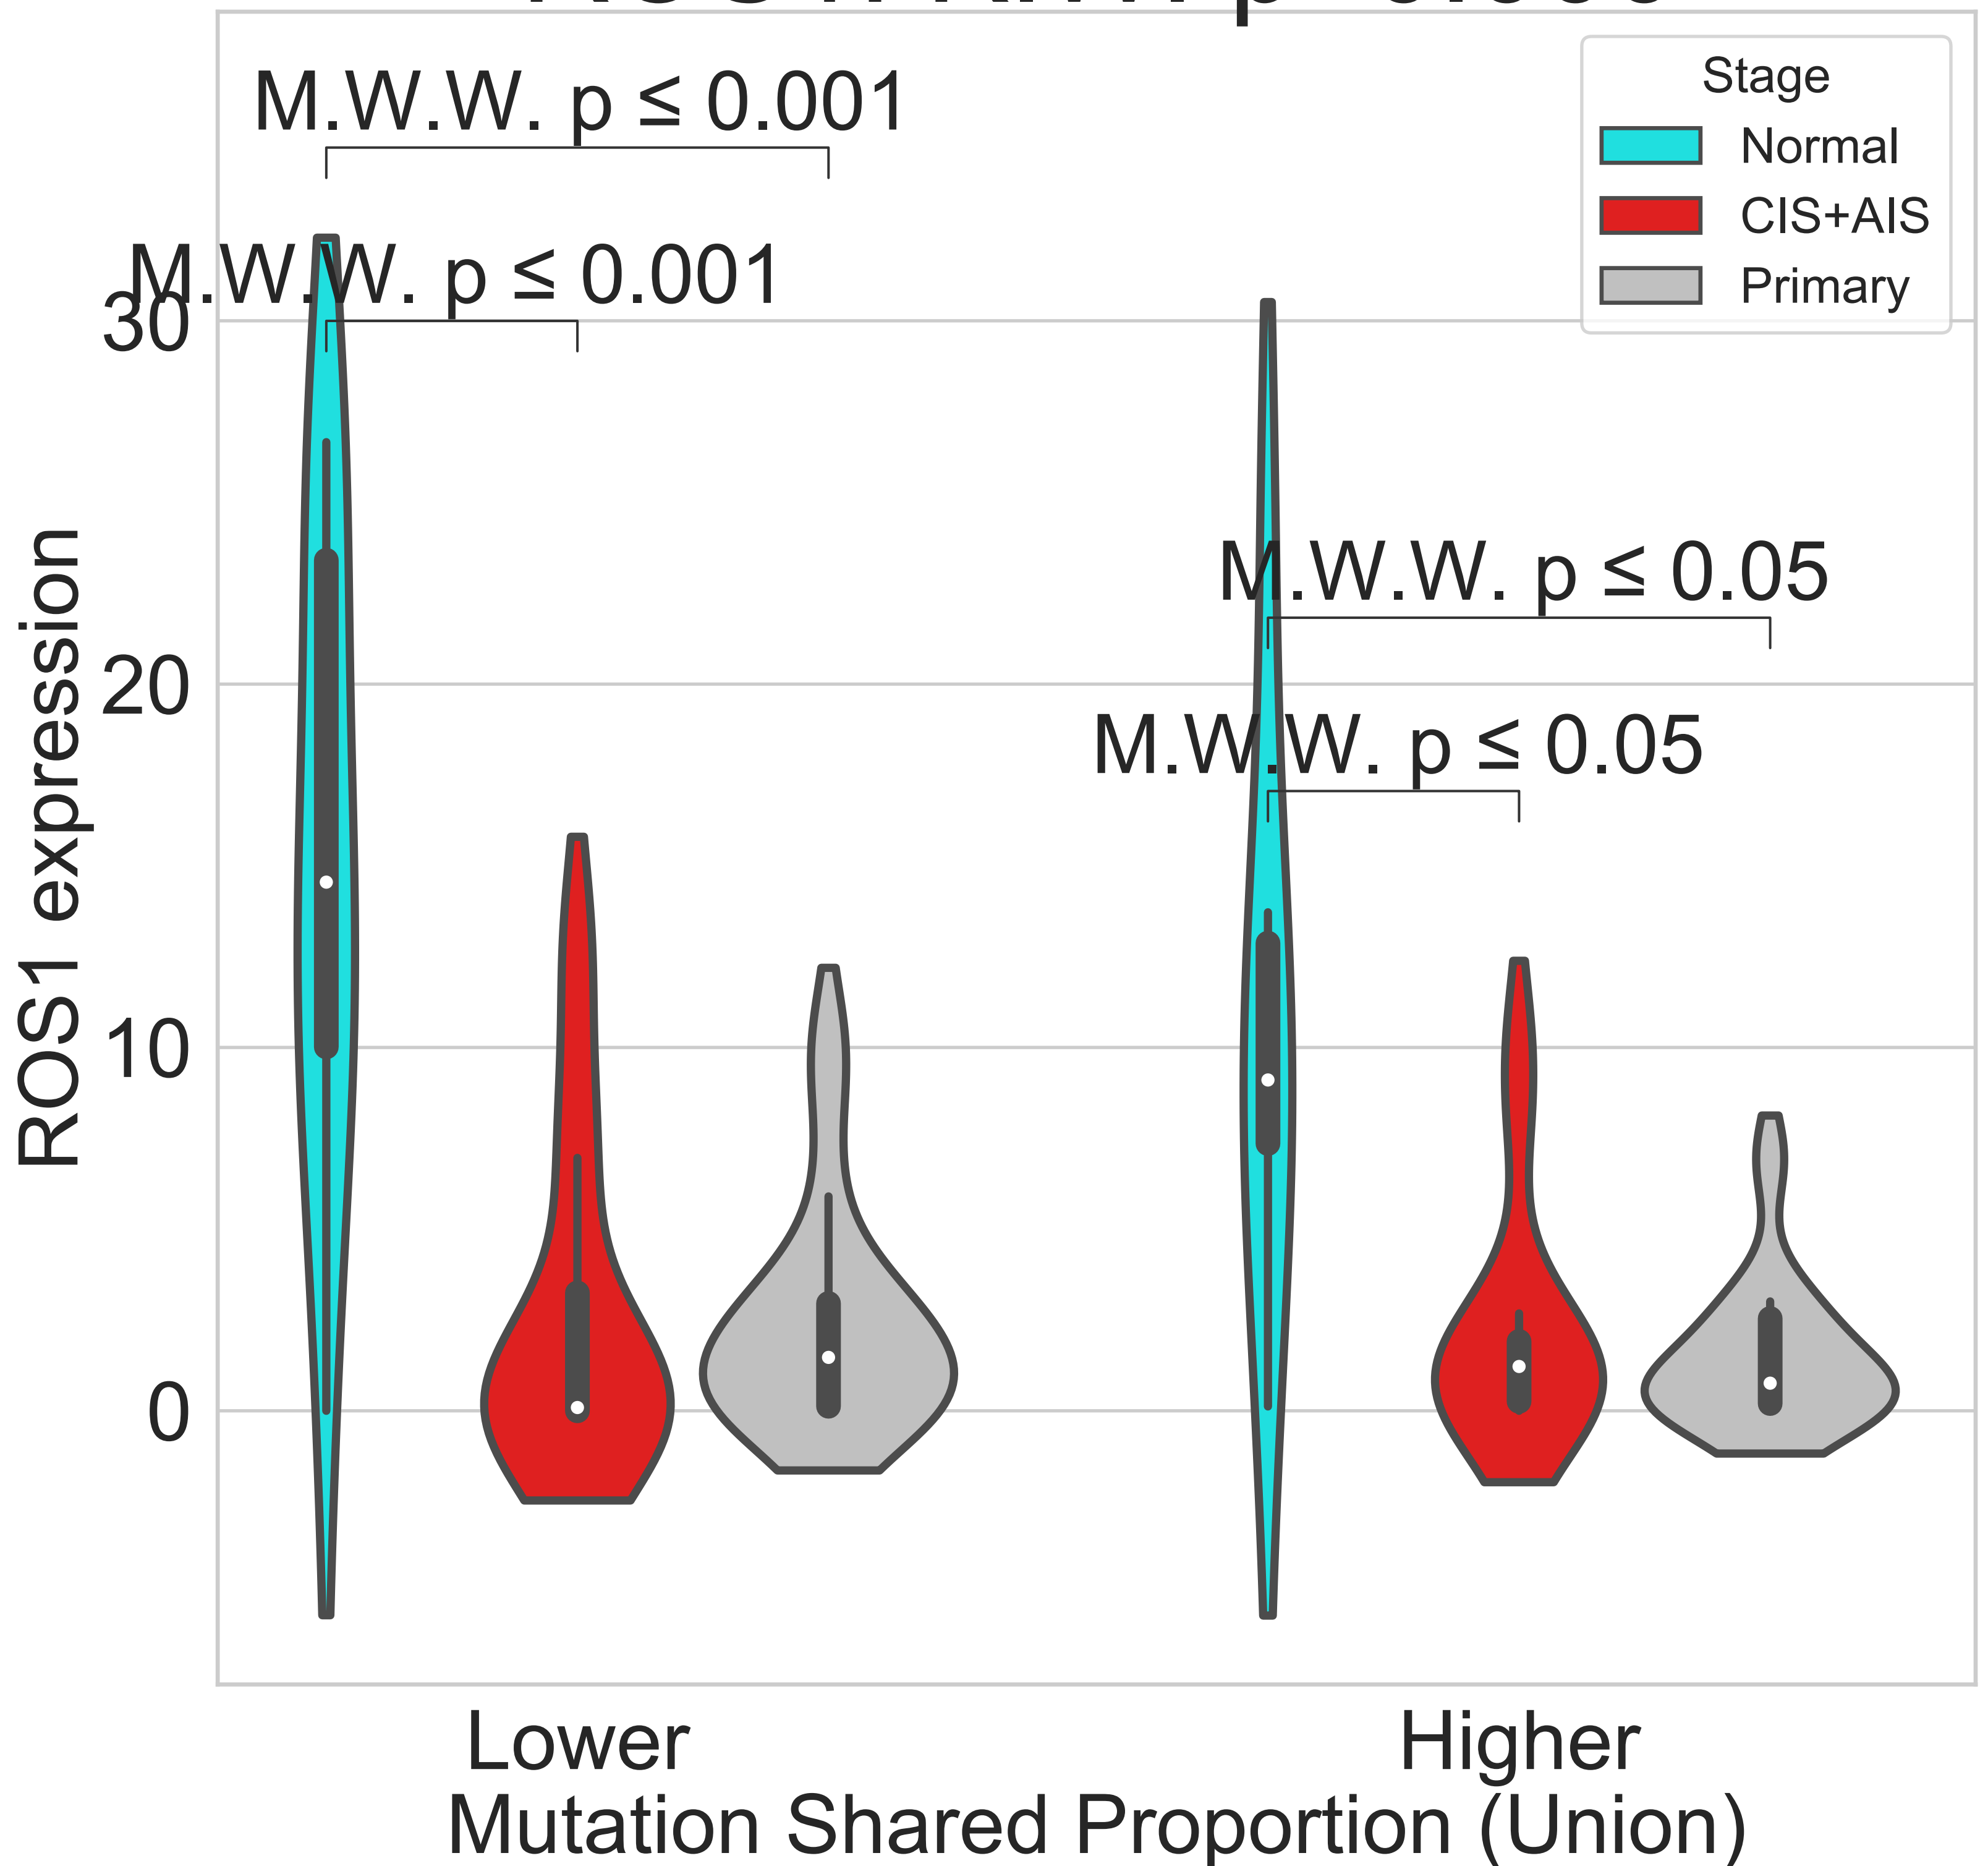 M.W.W. p ≤ 0.001
M.W.W. p ≤ 0.001
M.W.W. p ≤ 0.05
M.W.W. p ≤ 0.05
Stage
Normal
CIS+AIS
Primary
ROS1 expression
30
20
10
0
Lower
Higher
Mutation Shared Proportion (Union)